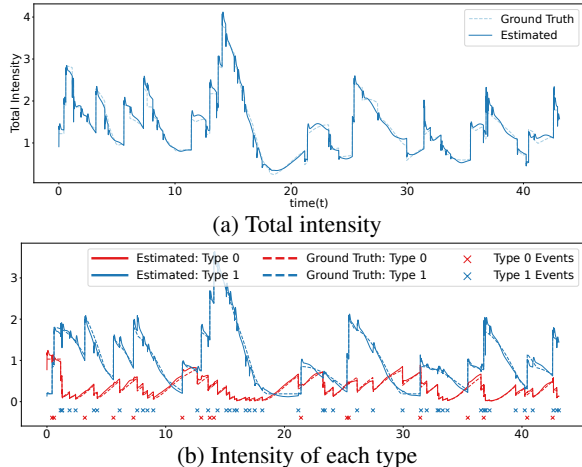 Ground Truth
Estimated
Total Intensity
4
3
2
1
0
10
20
30
40
time(t)
(a) Total intensity
Estimated: Type 0
Ground Truth: Type 0
Type 0 Events
Estimated: Type 1
Ground Truth: Type 1
Type 1 Events
3
2
1
0
0
10
20
30
40
(b) Intensity of each type